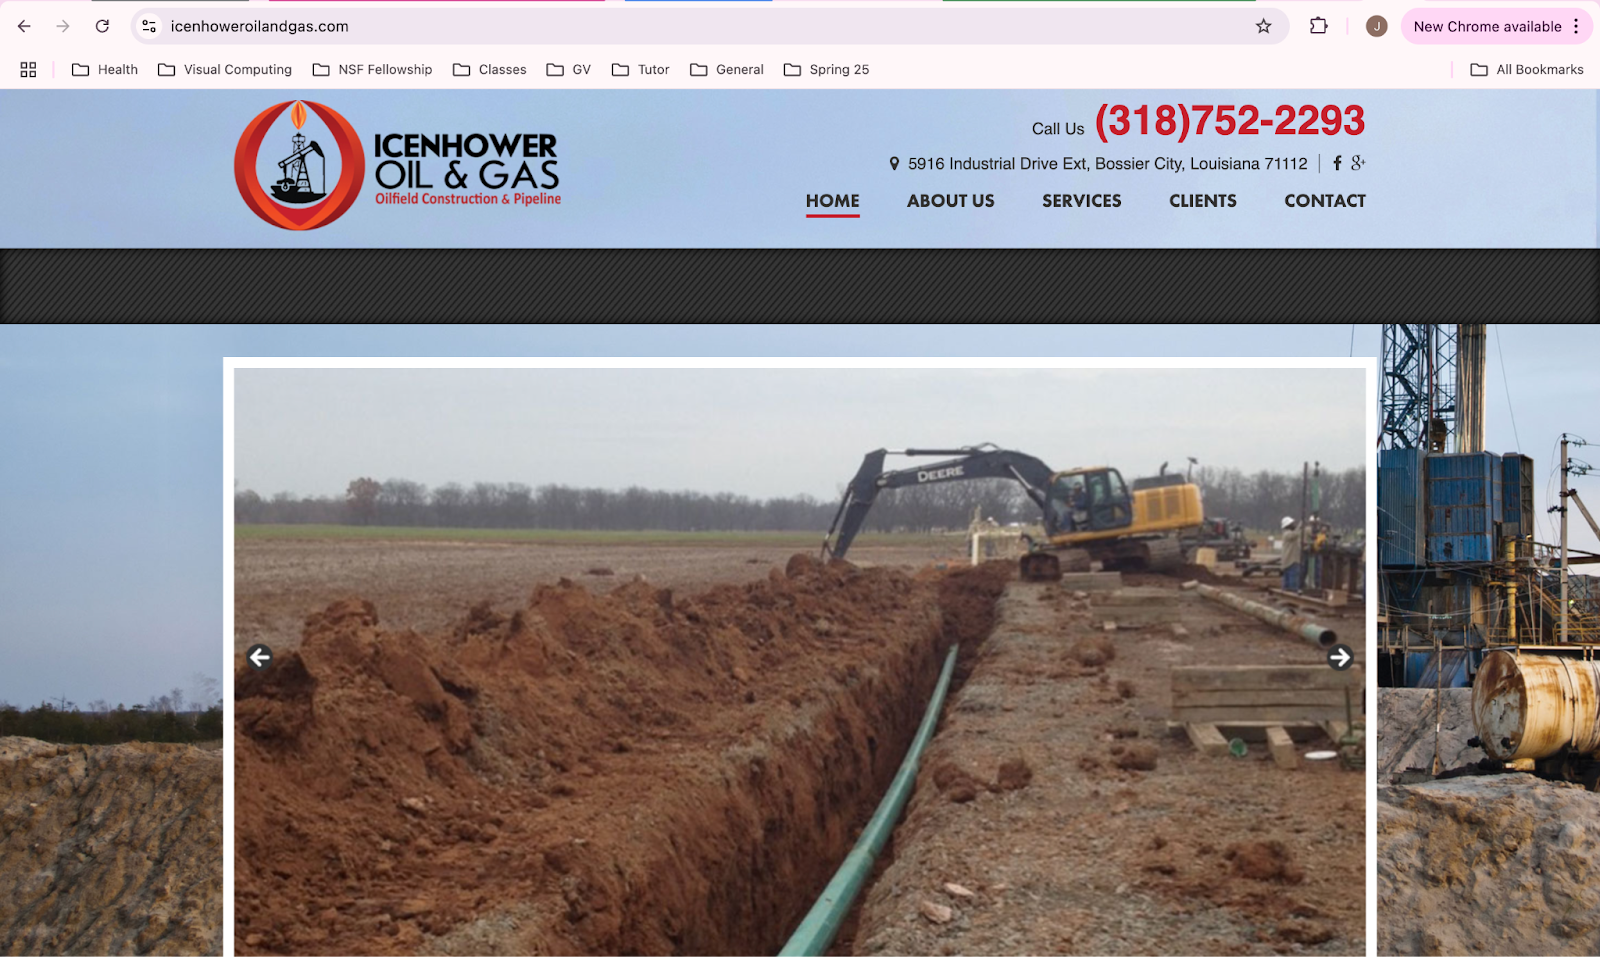 icenhoweroilandgas.com
J
New Chrome available
Health
Visual Computing
NSF Fellowship
Classes
GV
Tutor
General
Spring 25
All Bookmarks
ICENHOWER
OIL & GAS
Oilfield Construction & Pipeline
Call Us (318)752-2293
5916 Industrial Drive Ext, Bossier City, Louisiana 71112
HOME
ABOUT US
SERVICES
CLIENTS
CONTACT
DEERE